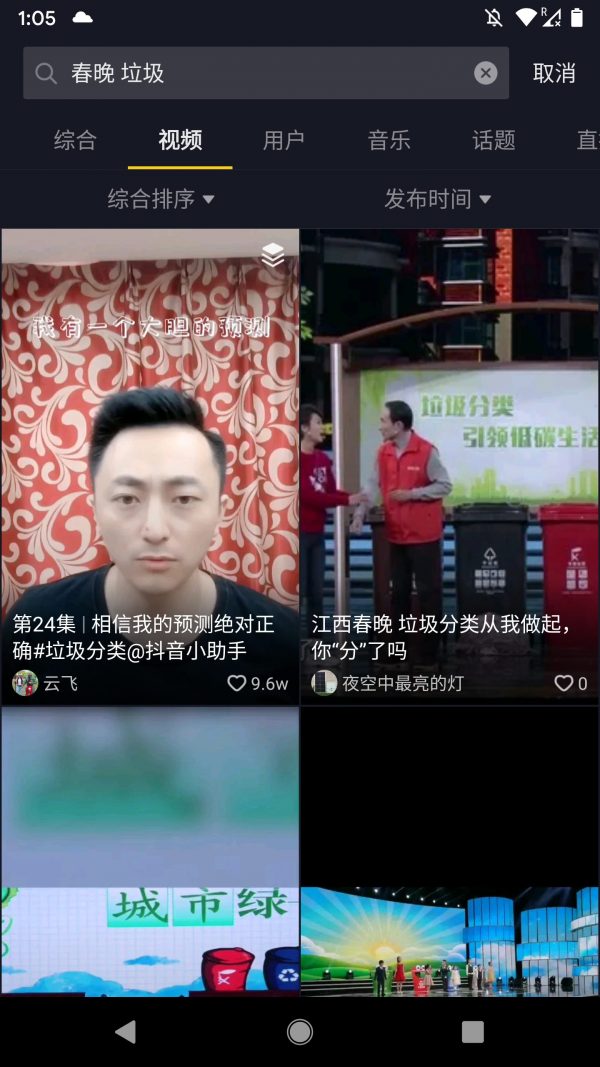 1:05
R
春晚 垃圾
取消
综合
视频
用户
音乐
话题
综合排序
发布时间
我有一个大胆的预测
第24集 | 相信我的预测绝对正
确#垃圾分类@抖音小助手
云飞
9.6w
垃圾分类
引领低碳生活
江西春晚 垃圾分类从我做起，
你“分”了吗
夜空中最亮的灯
0
城市绿